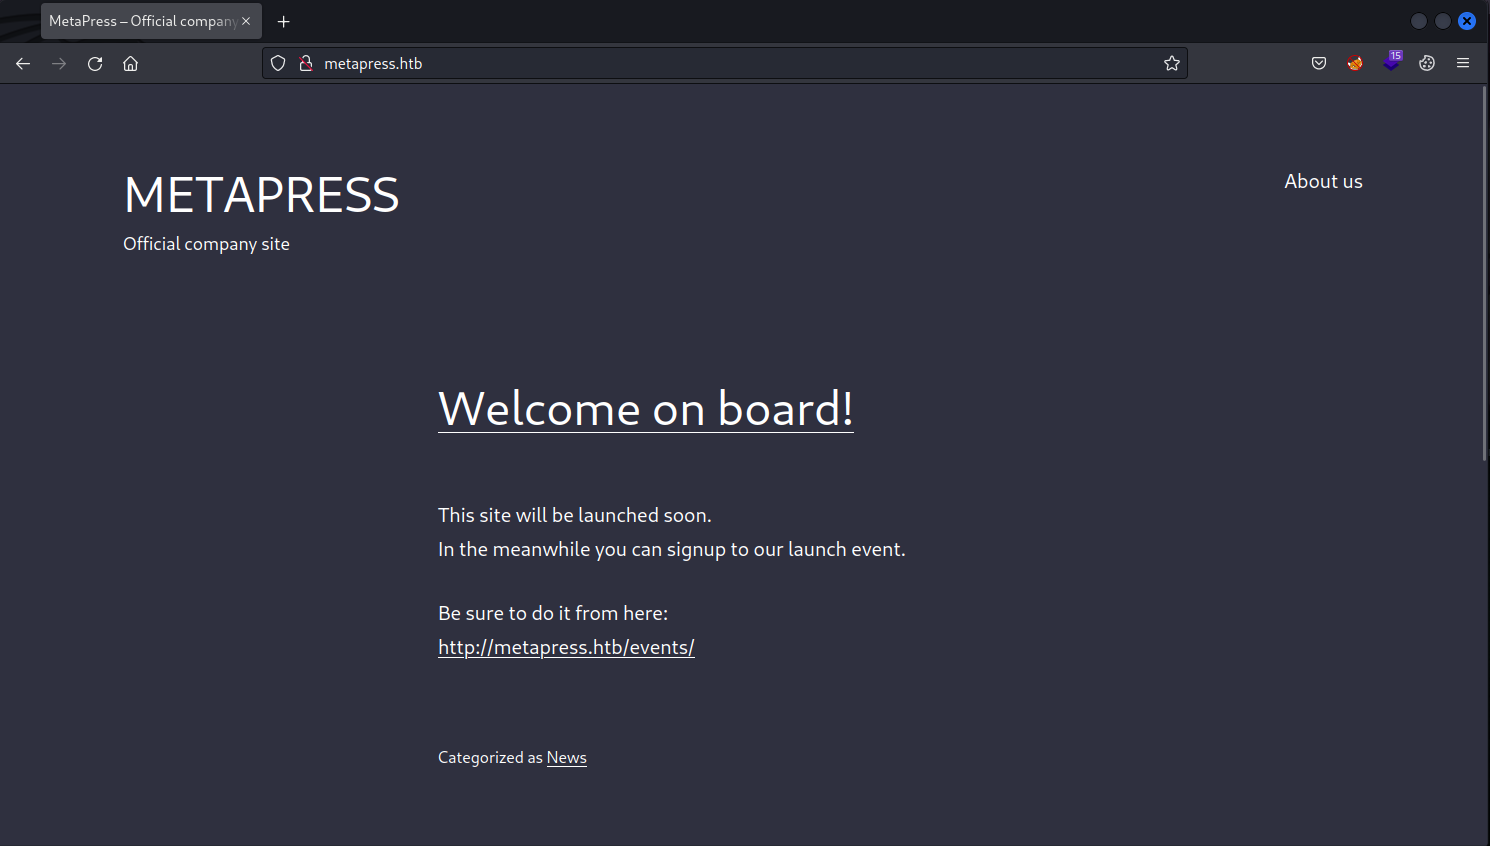 MetaPress – Official company
metapress.htb
15
METAPRESS
About us
Official company site
Welcome on board!
This site will be launched soon.
In the meanwhile you can signup to our launch event.
Be sure to do it from here:
http://metapress.htb/events/
Categorized as News